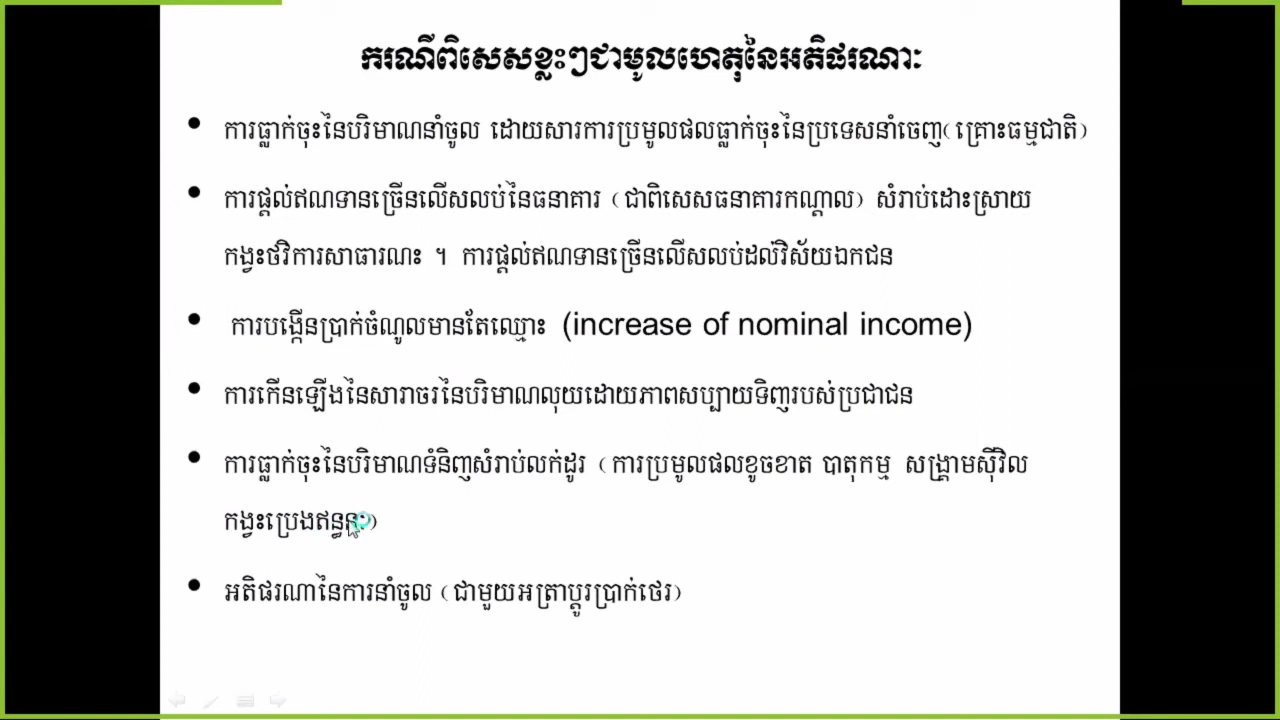 ករណីពិសេសខ្លះៗជាមូលហេតុនៃអតិផរណាៈ
• ការធ្លាក់ចុះនៃបរិមាណនាំចូល ដោយសារការប្រមូលផលធ្លាក់ចុះនៃប្រទេសនាំចេញ(គ្រោះធម្មជាតិ)
• ការផ្តល់ឥណទានច្រើនលើសលប់នៃធនាគារ (ជាពិសេសធនាគារកណ្តាល) សំរាប់ដោះស្រាយ
កង្វះថវិការសាធារណះ ។ ការផ្តល់ឥណទានច្រើនលើសលប់ដល់វិស័យឯកជន
• ការបង្កើនប្រាក់ចំណូលមានតែឈ្មោះ (increase of nominal income)
• ការកើនឡើងនៃសារាចរនៃបរិមាណលុយដោយភាពសប្បាយទិញរបស់ប្រជាជន
• ការធ្លាក់ចុះនៃបរិមាណទំនិញសំរាប់លក់ដូរ (ការប្រមូលផលខូចខាត បាតុកម្ម សង្គ្រាមស៊ីវិល
កង្វះប្រេងឥន្ធនៈ)
• អតិផរណានៃការនាំចូល (ជាមួយអត្រាប្តូរប្រាក់ថេរ)